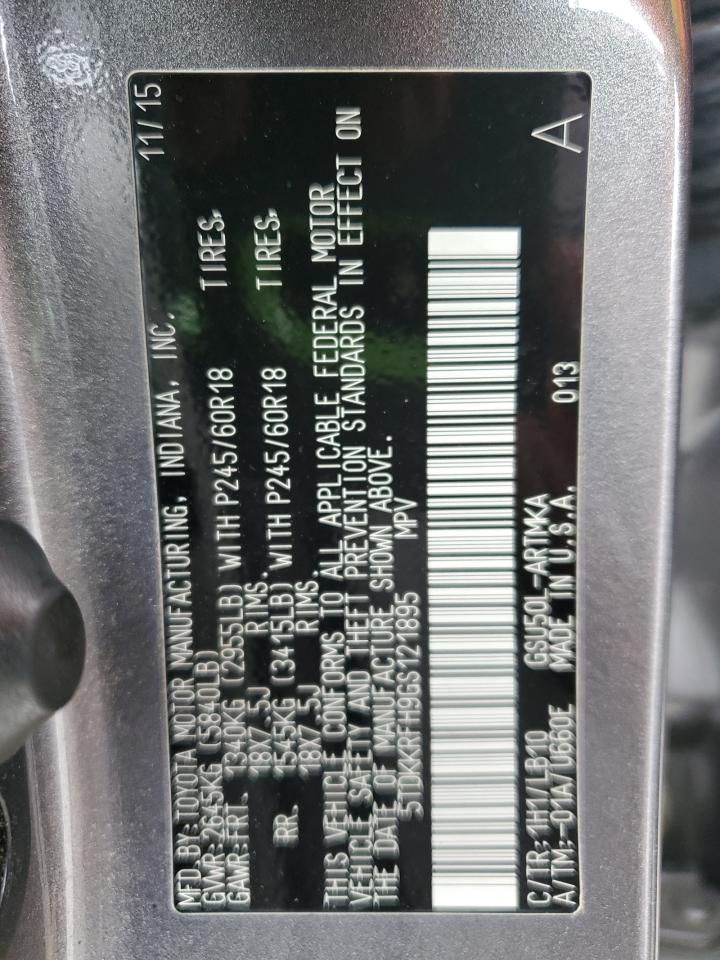 MFD BY:TOYOTA MOTOR MANUFACTURING, INDIANA, INC. 11/15
GVWR:2645KG (5840LB)
GAWR:FRT. 1340KG (2955LB) WITH P245/60R18 TIRES,
18X7.5J RIMS.
RR. 1545KG (3415LB) WITH P245/60R18 TIRES,
18X7.5J RIMS.
THIS VEHICLE CONFORMS TO ALL APPLICABLE FEDERAL MOTOR
VEHICLE SAFETY AND THEFT PREVENTION STANDARDS IN EFFECT ON
THE DATE OF MANUFACTURE SHOWN ABOVE.
5TDKKRFH9GS121895 MPV
C/TR:1H1/LB10 GSU50L-ARTMKA 013 A
A/TM:-01A/U660E MADE IN U.S.A.